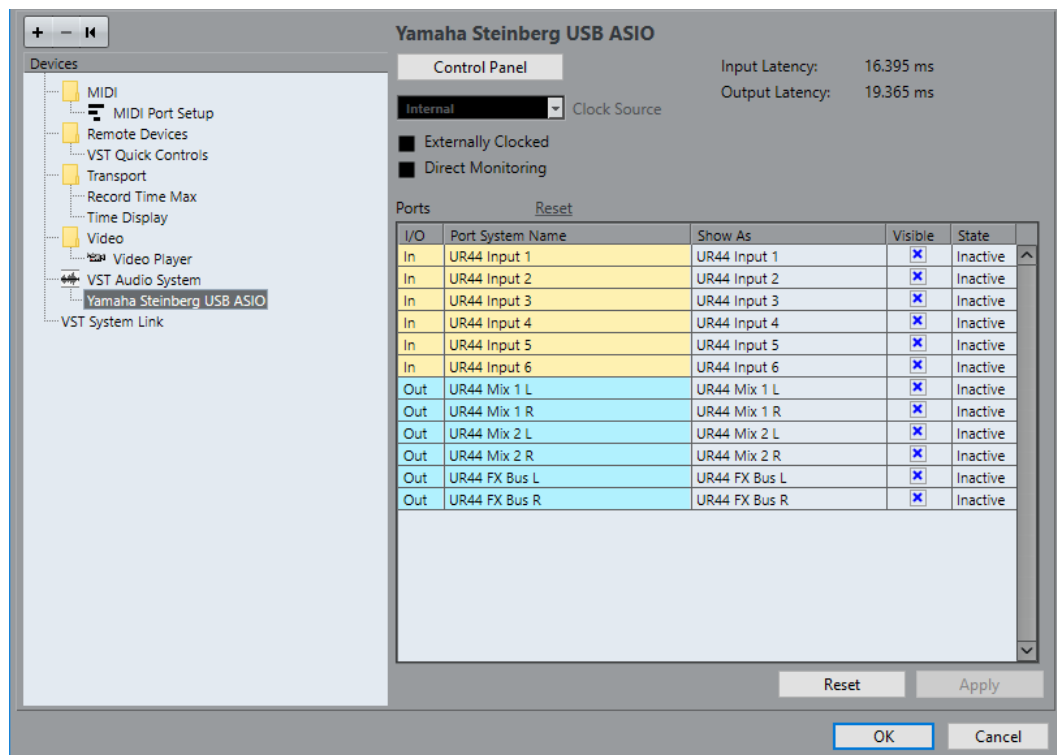 + −
Devices
MIDI
MIDI Port Setup
Remote Devices
VST Quick Controls
Transport
Record Time Max
Time Display
Video
Video Player
VST Audio System
Yamaha Steinberg USB ASIO
VST System Link
Yamaha Steinberg USB ASIO
Control Panel
Input Latency: 16.395 ms
Output Latency: 19.365 ms
Internal Clock Source
Externally Clocked
Direct Monitoring
Ports Reset
I/O Port System Name Show As Visible State
In UR44 Input 1 UR44 Input 1 Inactive
In UR44 Input 2 UR44 Input 2 Inactive
In UR44 Input 3 UR44 Input 3 Inactive
In UR44 Input 4 UR44 Input 4 Inactive
In UR44 Input 5 UR44 Input 5 Inactive
In UR44 Input 6 UR44 Input 6 Inactive
Out UR44 Mix 1 L UR44 Mix 1 L Inactive
Out UR44 Mix 1 R UR44 Mix 1 R Inactive
Out UR44 Mix 2 L UR44 Mix 2 L Inactive
Out UR44 Mix 2 R UR44 Mix 2 R Inactive
Out UR44 FX Bus L UR44 FX Bus L Inactive
Out UR44 FX Bus R UR44 FX Bus R Inactive
Reset Apply
OK Cancel